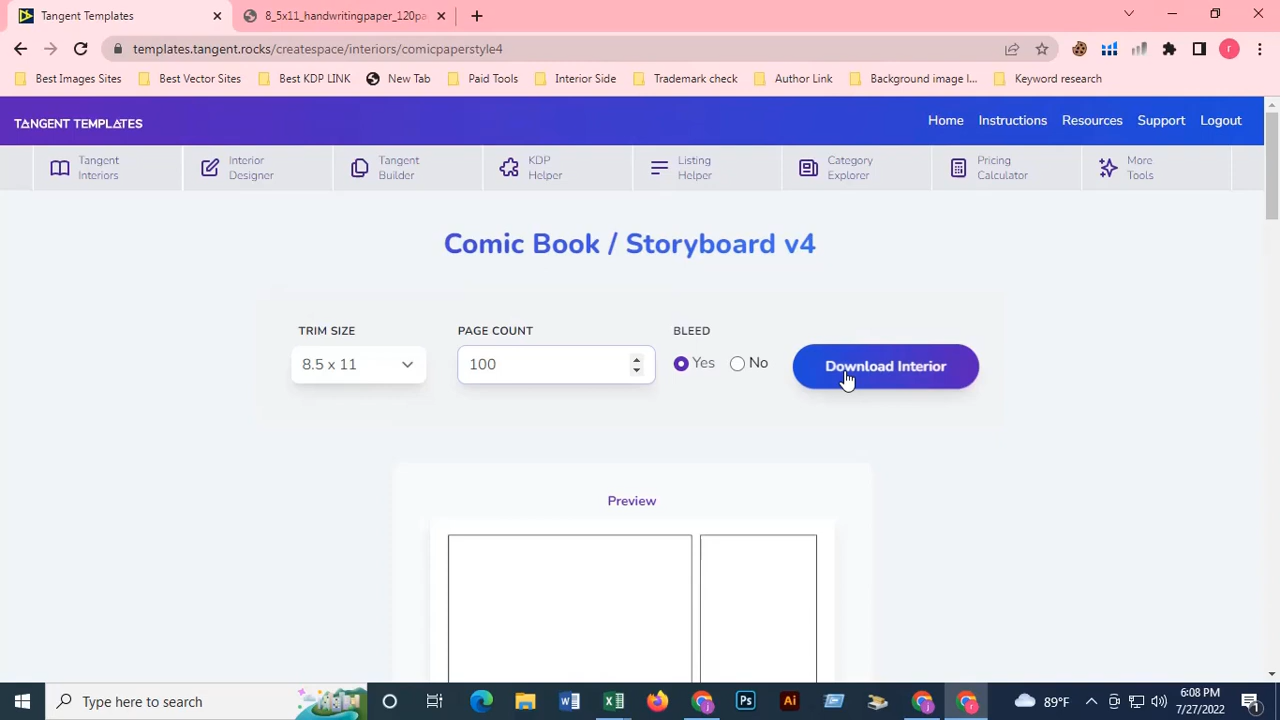 Tangent Templates
8_5x11_handwritingpaper_120pa
templates.tangent.rocks/createspace/interiors/comicpaperstyle4
r
Best Images Sites
Best Vector Sites
Best KDP LINK
New Tab
Paid Tools
Interior Side
Trademark check
Author Link
Background image I...
Keyword research
TANGENT TEMPLATES
Home
Instructions
Resources
Support
Logout
Tangent
Interiors
Interior
Designer
Tangent
Builder
KDP
Helper
Listing
Helper
Category
Explorer
Pricing
Calculator
More
Tools
Comic Book / Storyboard v4
TRIM SIZE
PAGE COUNT
BLEED
8.5 x 11
100
Yes
No
Download Interior
Preview
Type here to search
Ps
Ai
89°F
6:08 PM
7/27/2022
1